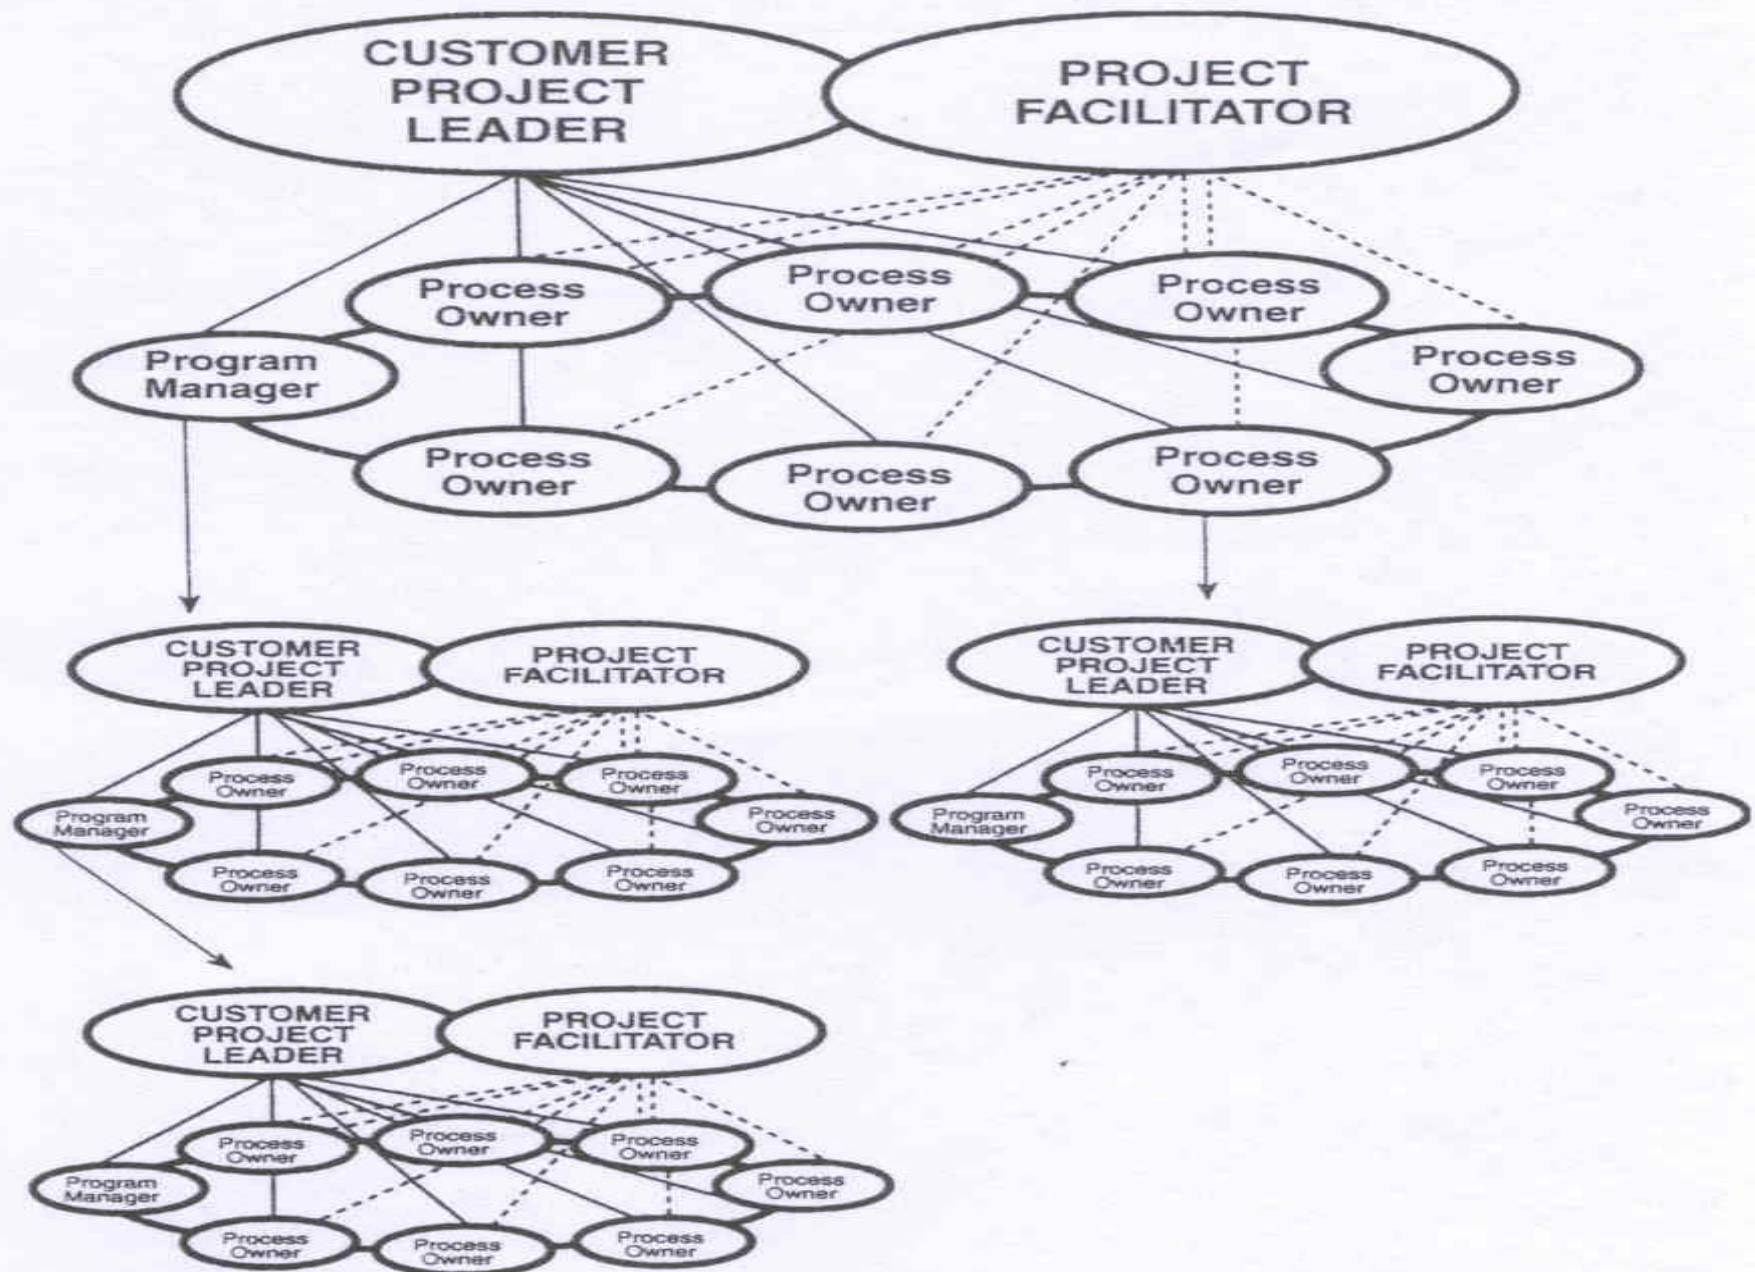 CUSTOMER
PROJECT
LEADER
PROJECT
FACILITATOR
Process
Owner
Process
Owner
Process
Owner
Program
Manager
Process
Owner
Process
Owner
Process
Owner
Process
Owner
CUSTOMER
PROJECT
LEADER
PROJECT
FACILITATOR
Process
Owner
Process
Owner
Process
Owner
Program
Manager
Process
Owner
Process
Owner
Process
Owner
Process
Owner
CUSTOMER
PROJECT
LEADER
PROJECT
FACILITATOR
Process
Owner
Process
Owner
Process
Owner
Program
Manager
Process
Owner
Process
Owner
Process
Owner
Process
Owner
CUSTOMER
PROJECT
LEADER
PROJECT
FACILITATOR
Process
Owner
Process
Owner
Process
Owner
Program
Manager
Process
Owner
Process
Owner
Process
Owner
Process
Owner